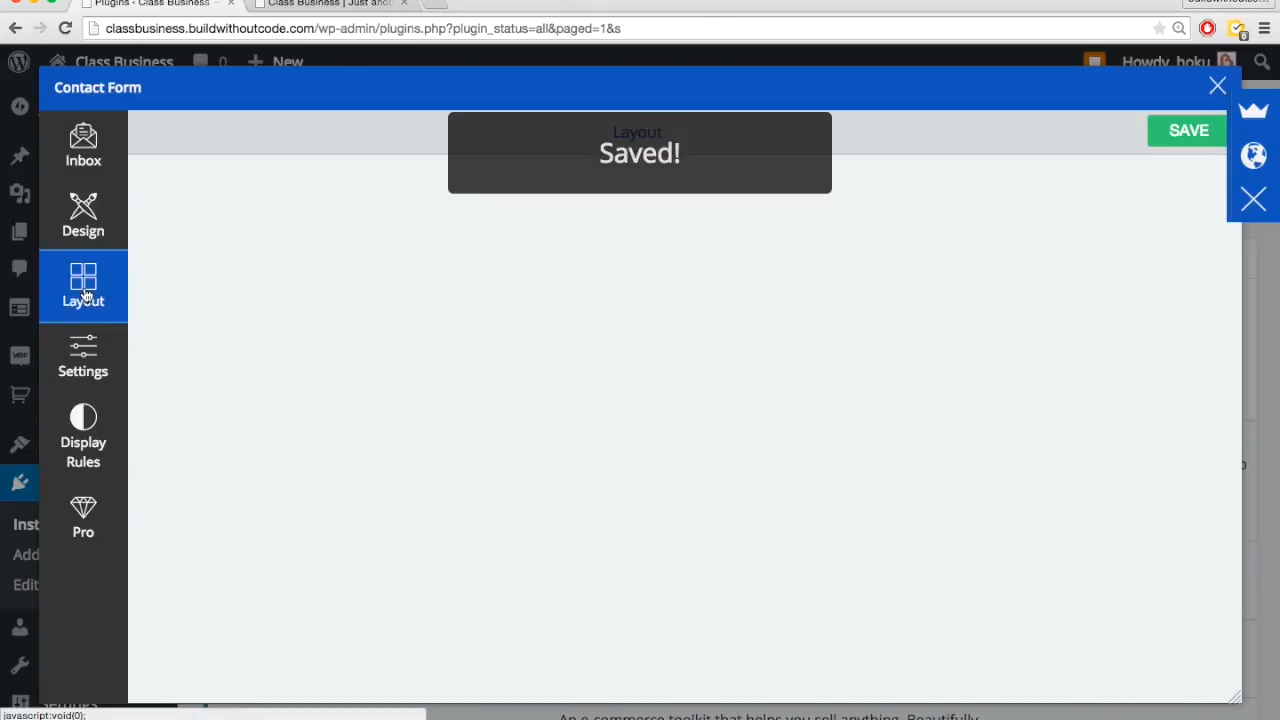 Plugins ‹ Class Business
Class Business | Just anot
classbusiness.buildwithoutcode.com/wp-admin/plugins.php?plugin_status=all&paged=1&s
Class Business 0 New
Howdy, hoku
Contact Form
Inbox
Layout
Saved!
SAVE
Design
Layout
Settings
Display
Rules
Pro
Inst
Add
Edit
javascript:void(0);
An e-commerce toolkit that helps you sell anything. Beautifully.